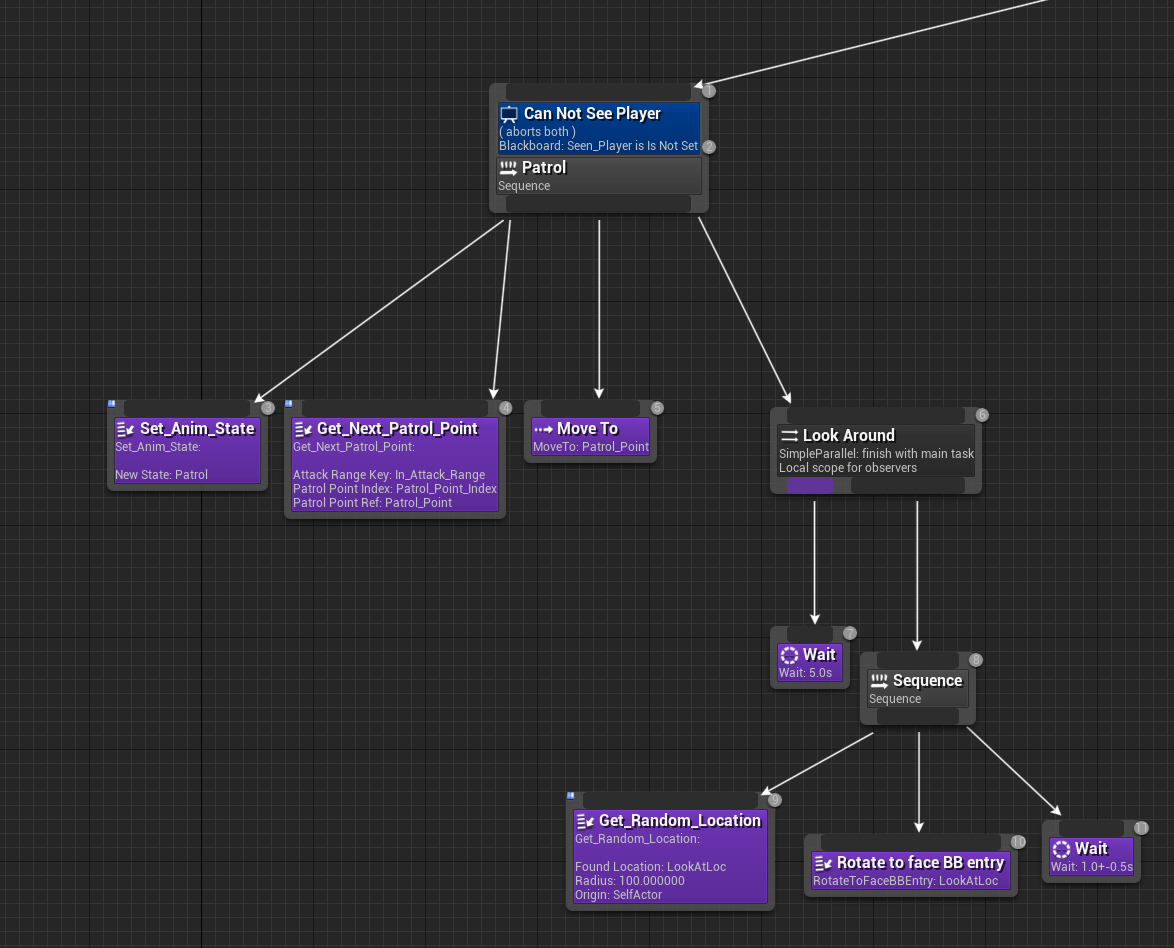 1
Can Not See Player
( aborts both )
Blackboard: Seen_Player is Is Not Set
2
Patrol
Sequence
3
Set_Anim_State
Set_Anim_State:
New State: Patrol
4
Get_Next_Patrol_Point
Get_Next_Patrol_Point:
Attack Range Key: In_Attack_Range
Patrol Point Index: Patrol_Point_Index
Patrol Point Ref: Patrol_Point
5
Move To
MoveTo: Patrol_Point
6
Look Around
SimpleParallel: finish with main task
Local scope for observers
7
Wait
Wait: 5.0s
8
Sequence
Sequence
9
Get_Random_Location
Get_Random_Location:
Found Location: LookAtLoc
Radius: 100.000000
Origin: SelfActor
10
Rotate to face BB entry
RotateToFaceBBEntry: LookAtLoc
11
Wait
Wait: 1.0+-0.5s